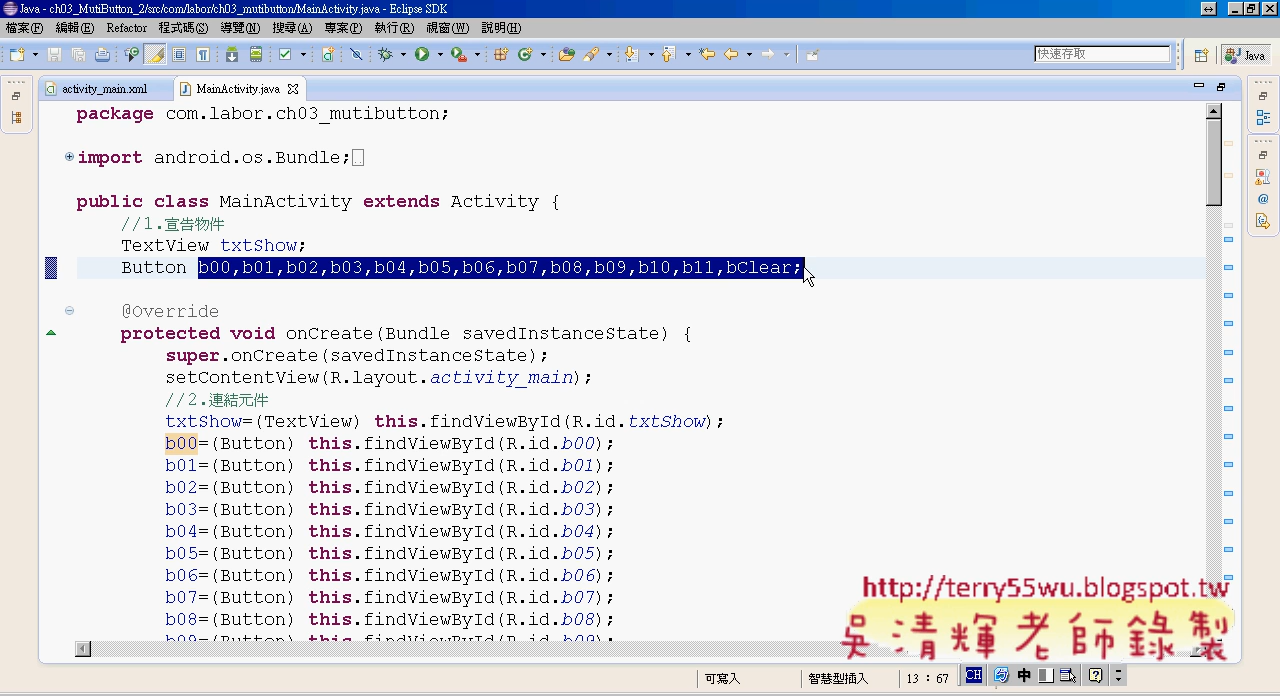 Java - ch03_MutiButton_2/src/com/labor/ch03_mutibutton/MainActivity.java - Eclipse SDK
檔案(F) 編輯(E) Refactor 程式碼(S) 導覽(N) 搜尋(A) 專案(P) 執行(R) 視窗(W) 說明(H)
快速存取 Java
activity_main.xml MainActivity.java
package com.labor.ch03_mutibutton;
import android.os.Bundle;
public class MainActivity extends Activity {
//1.宣告物件
TextView txtShow;
Button b00,b01,b02,b03,b04,b05,b06,b07,b08,b09,b10,b11,bClear;
@Override
protected void onCreate(Bundle savedInstanceState) {
super.onCreate(savedInstanceState);
setContentView(R.layout.activity_main);
//2.連結元件
txtShow=(TextView) this.findViewById(R.id.txtShow);
b00=(Button) this.findViewById(R.id.b00);
b01=(Button) this.findViewById(R.id.b01);
b02=(Button) this.findViewById(R.id.b02);
b03=(Button) this.findViewById(R.id.b03);
b04=(Button) this.findViewById(R.id.b04);
b05=(Button) this.findViewById(R.id.b05);
b06=(Button) this.findViewById(R.id.b06);
b07=(Button) this.findViewById(R.id.b07);
b08=(Button) this.findViewById(R.id.b08);
b09=(Button) this.findViewById(R.id.b09);
http://terry55wu.blogspot.tw
吳清輝老師錄製
可寫入 智慧型插入 13 : 67 CH 中